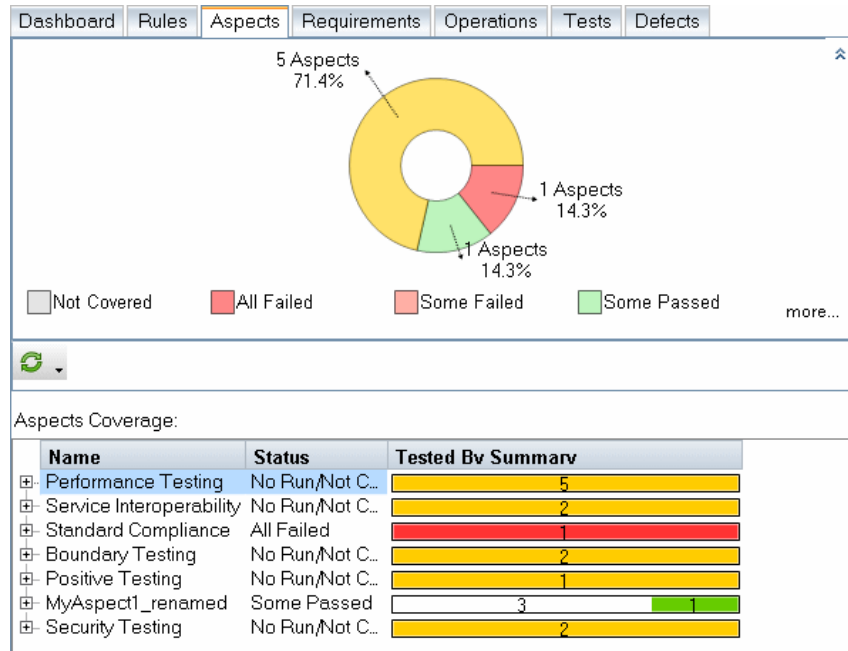 Dashboard Rules Aspects Requirements Operations Tests Defects
5 Aspects
71.4%
1 Aspects
14.3%
1 Aspects
14.3%
Not Covered All Failed Some Failed Some Passed more...
Aspects Coverage:
Name Status Tested By Summary
Performance Testing No Run/Not C... 5
Service Interoperability No Run/Not C... 2
Standard Compliance All Failed 1
Boundary Testing No Run/Not C... 2
Positive Testing No Run/Not C... 1
MyAspect1_renamed Some Passed 3 1
Security Testing No Run/Not C... 2